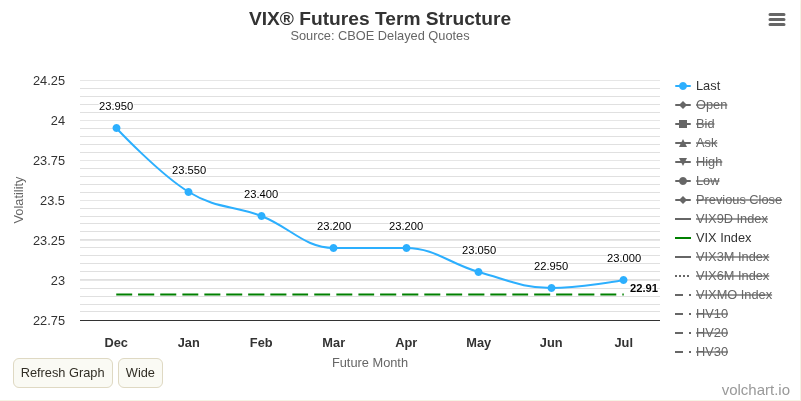 VIX® Futures Term Structure
Source: CBOE Delayed Quotes
24.25
24
23.75
23.5
23.25
23
22.75
Volatility
23.950
23.550
23.400
23.200
23.200
23.050
22.950
23.000
22.91
Dec Jan Feb Mar Apr May Jun Jul
Future Month
Last
Open
Bid
Ask
High
Low
Previous Close
VIX9D Index
VIX Index
VIX3M Index
VIX6M Index
VIXMO Index
HV10
HV20
HV30
Refresh Graph Wide
volchart.io